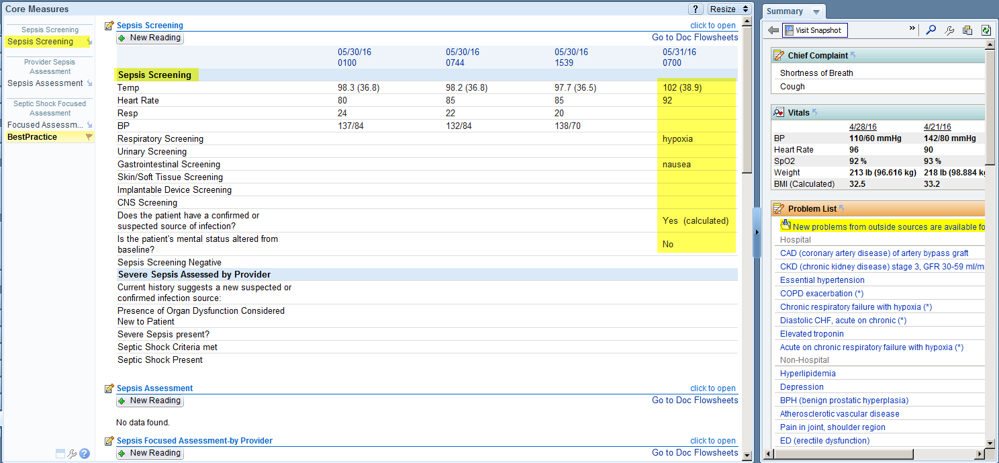 Core Measures
? Resize
Sepsis Screening
Sepsis Screening
Provider Sepsis
Assessment
Sepsis Assessment
Septic Shock Focused
Assessment
Focused Assessm...
BestPractice
?
Sepsis Screening click to open
New Reading Go to Doc Flowsheets
05/30/16 05/30/16 05/30/16 05/31/16
0100 0744 1539 0700
Sepsis Screening
Temp 98.3 (36.8) 98.2 (36.8) 97.7 (36.5) 102 (38.9)
Heart Rate 80 85 85 92
Resp 24 22 20
BP 137/84 132/84 138/70
Respiratory Screening hypoxia
Urinary Screening
Gastrointestinal Screening nausea
Skin/Soft Tissue Screening
Implantable Device Screening
CNS Screening
Does the patient have a confirmed or
suspected source of infection? Yes (calculated)
Is the patient's mental status altered from
baseline? No
Sepsis Screening Negative
Severe Sepsis Assessed by Provider
Current history suggests a new suspected or
confirmed infection source:
Presence of Organ Dysfunction Considered
New to Patient
Severe Sepsis present?
Septic Shock Criteria met
Septic Shock Present
Sepsis Assessment click to open
New Reading Go to Doc Flowsheets
No data found.
Sepsis Focused Assessment-by Provider click to open
New Reading Go to Doc Flowsheets
Summary
Visit Snapshot »
Chief Complaint
Shortness of Breath
Cough
Vitals
4/28/16 4/21/16
BP 110/60 mmHg 142/80 mmHg
Heart Rate 96 90
SpO2 92 % 93 %
Weight 213 lb (96.616 kg) 218 lb (98.884 kg
BMI (Calculated) 32.5 33.2
Problem List
New problems from outside sources are available fo
Hospital
CAD (coronary artery disease) of artery bypass graft
CKD (chronic kidney disease) stage 3, GFR 30-59 ml/m
Essential hypertension
COPD exacerbation (*)
Chronic respiratory failure with hypoxia (*)
Diastolic CHF, acute on chronic (*)
Elevated troponin
Acute on chronic respiratory failure with hypoxia (*)
Non-Hospital
Hyperlipidemia
Depression
BPH (benign prostatic hyperplasia)
Atherosclerotic vascular disease
Pain in joint, shoulder region
ED (erectile dysfunction)